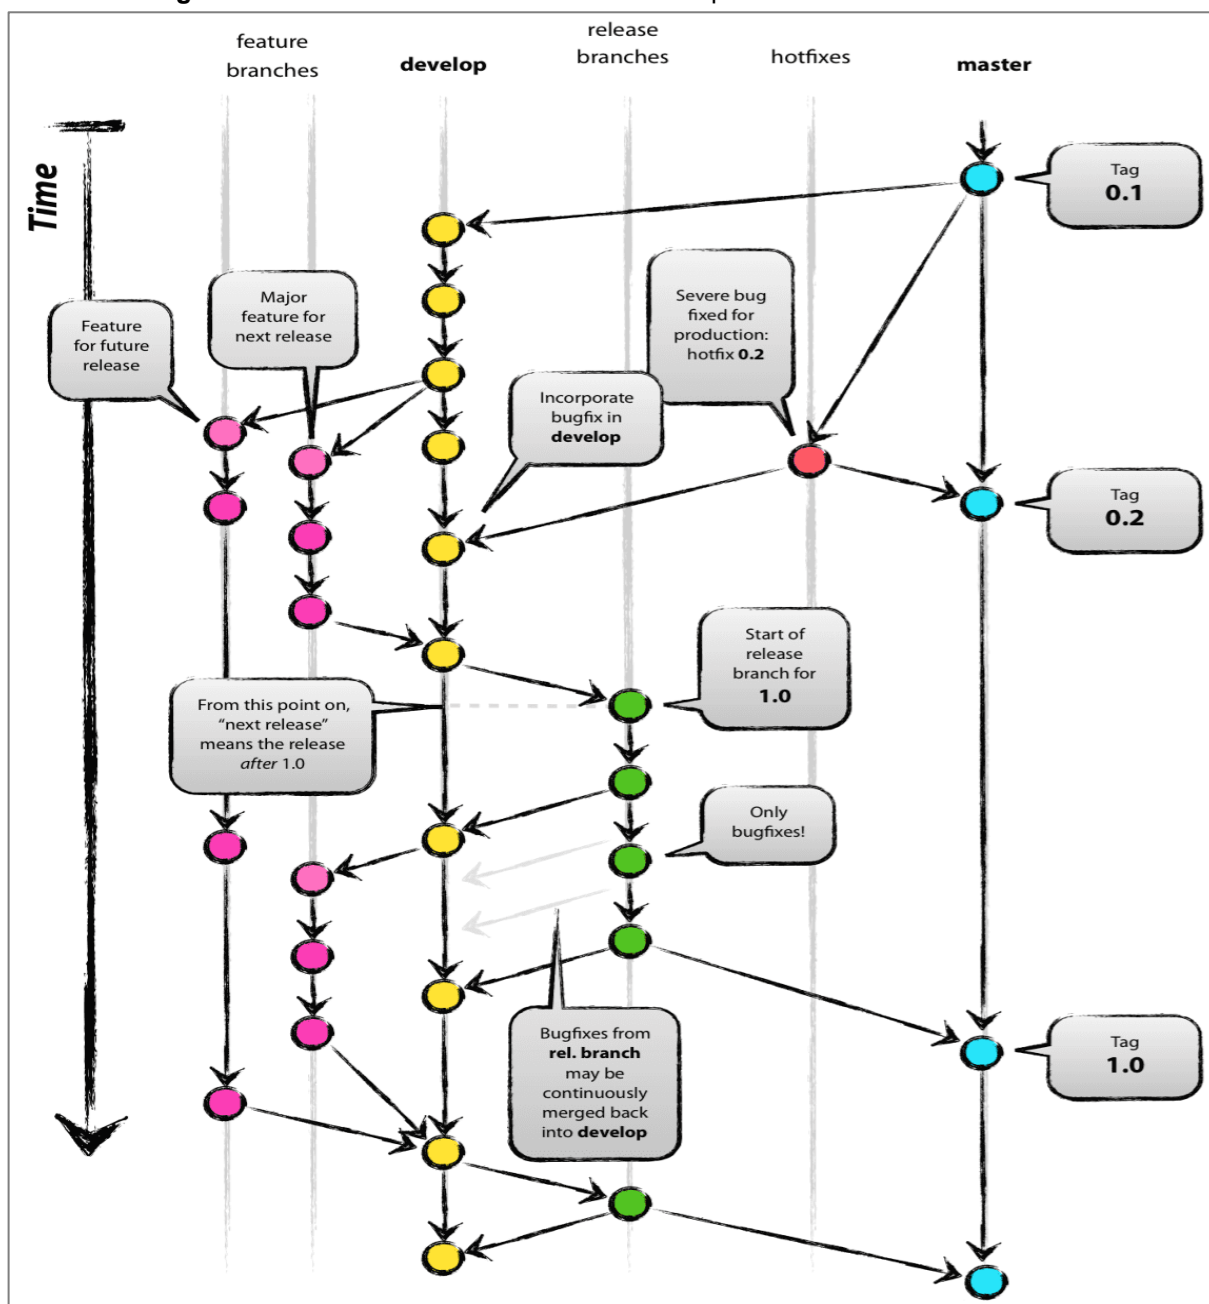 feature
branches
develop
release
branches
hotfixes
master
Time
Tag
0.1
Major
feature for
next release
Severe bug
fixed for
production:
hotfix 0.2
Feature
for future
release
Incorporate
bugfix in
develop
Tag
0.2
Start of
release
branch for
1.0
From this point on,
“next release”
means the release
after 1.0
Only
bugfixes!
Bugfixes from
rel. branch
may be
continuously
merged back
into develop
Tag
1.0